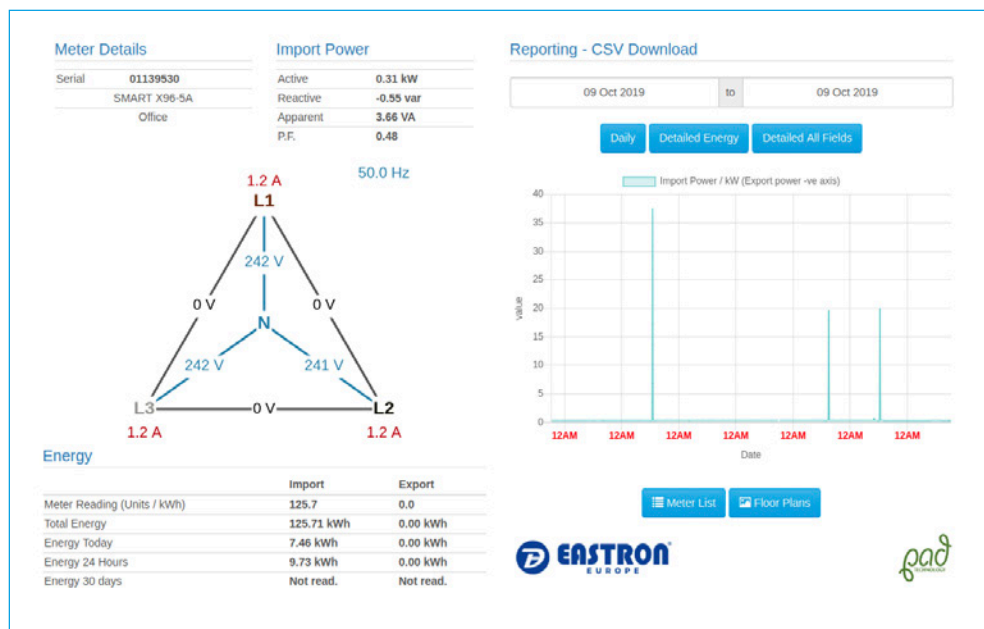 Meter Details
Serial 01139530
SMART X96-5A
Office
Import Power
Active 0.31 kW
Reactive -0.55 var
Apparent 3.66 VA
P.F. 0.48
50.0 Hz
1.2 A
L1
242 V
0 V 0 V
N
242 V 241 V
L3 0 V L2
1.2 A 1.2 A
Energy
Import Export
Meter Reading (Units / kWh) 125.7 0.0
Total Energy 125.71 kWh 0.00 kWh
Energy Today 7.46 kWh 0.00 kWh
Energy 24 Hours 9.73 kWh 0.00 kWh
Energy 30 days Not read. Not read.
Reporting - CSV Download
09 Oct 2019 to 09 Oct 2019
Daily Detailed Energy Detailed All Fields
Import Power / kW (Export power -ve axis)
40
35
30
25
20
15
10
5
0
value
12AM 12AM 12AM 12AM 12AM 12AM 12AM
Date
Meter List Floor Plans
EASTRON
EUROPE
pad
TECHNOLOGY